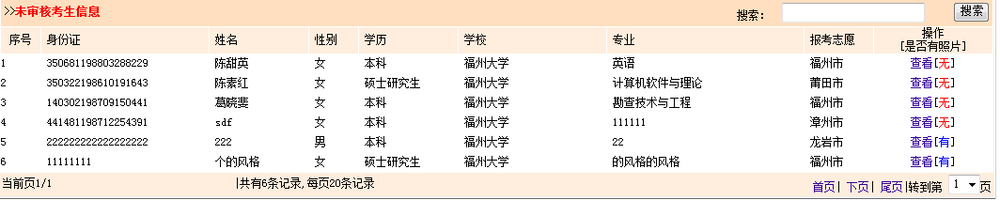 >>未审核考生信息
搜索： 搜索
序号 身份证 姓名 性别 学历 学校 专业 报考志愿 操作
[是否有照片]
1 350681198803288229 陈甜英 女 本科 福州大学 英语 福州市 查看[无]
2 350322198610191643 陈素红 女 硕士研究生 福州大学 计算机软件与理论 莆田市 查看[无]
3 140302198709150441 葛晓斐 女 本科 福州大学 勘查技术与工程 福州市 查看[无]
4 441481198712254391 sdf 女 本科 福州大学 111111 漳州市 查看[无]
5 222222222222222222 222 男 本科 福州大学 22 龙岩市 查看[有]
6 11111111 个的风格 女 硕士研究生 福州大学 的风格的风格 福州市 查看[有]
当前页1/1 |共有6条记录,每页20条记录 首页| 下页| 尾页|转到第 1 页